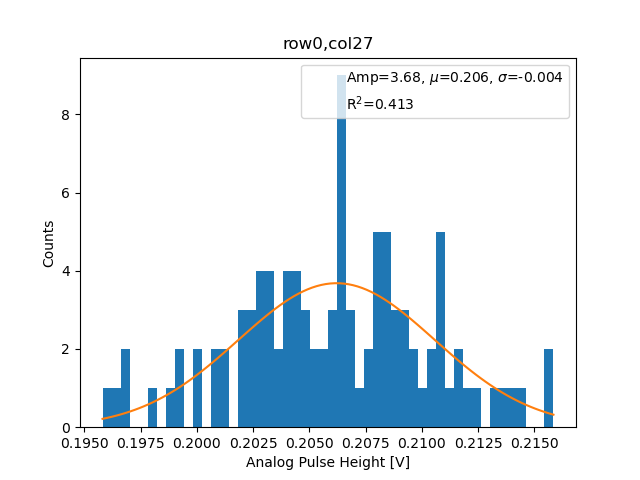 row0,col27
Amp=3.68, μ=0.206, σ=-0.004
R²=0.413
Counts
8
6
4
2
0
0.1950 0.1975 0.2000 0.2025 0.2050 0.2075 0.2100 0.2125 0.2150
Analog Pulse Height [V]